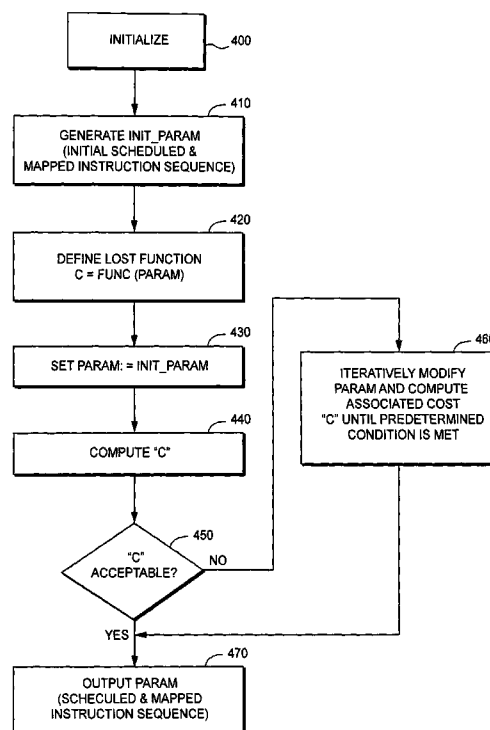 INITIALIZE
400
410
GENERATE INIT_PARAM
(INITIAL SCHEDULED &
MAPPED INSTRUCTION SEQUENCE)
420
DEFINE LOST FUNCTION
C = FUNC (PARAM)
430
SET PARAM: = INIT_PARAM
440
COMPUTE "C"
450
"C"
ACCEPTABLE?
NO
YES
460
ITERATIVELY MODIFY
PARAM AND COMPUTE
ASSOCIATED COST
"C" UNTIL PREDETERMINED
CONDITION IS MET
470
OUTPUT PARAM
(SCHEDULED & MAPPED
INSTRUCTION SEQUENCE)